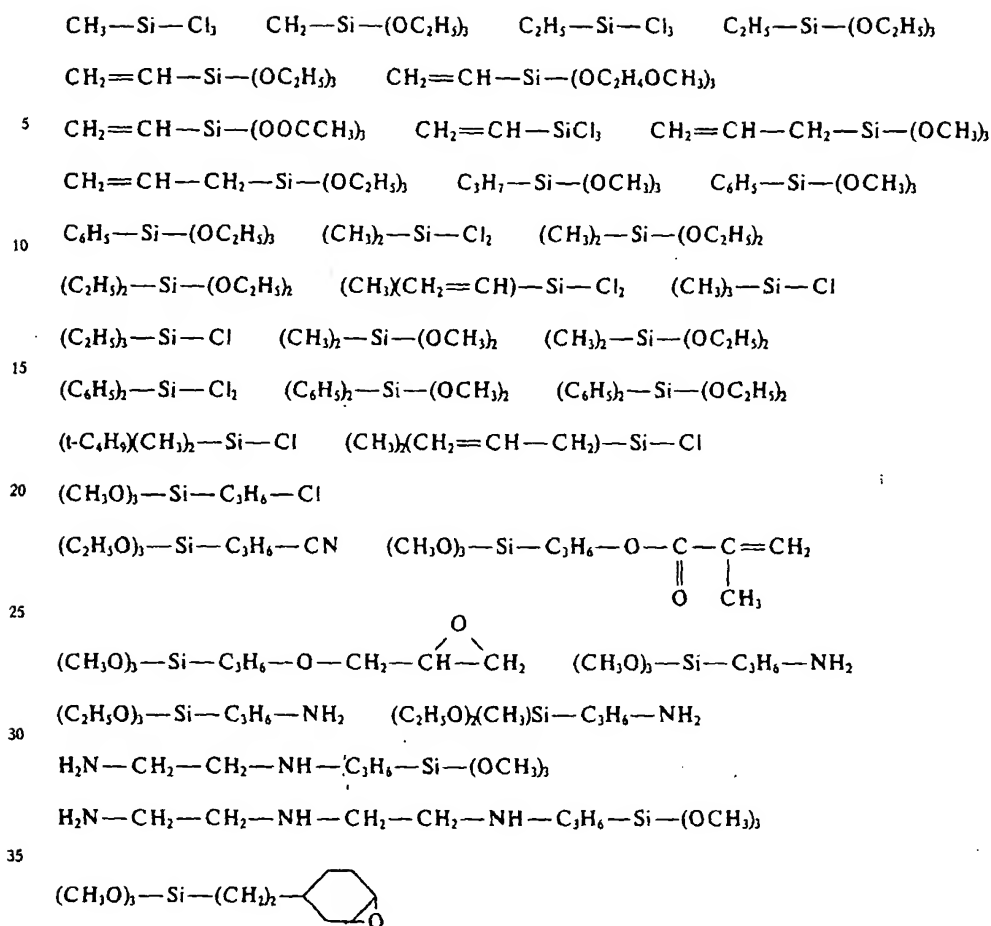 CH₃—Si—Cl₃ CH₂—Si—(OC₂H₅)₃ C₂H₅—Si—Cl₃ C₂H₅—Si—(OC₂H₅)₃
CH₂=CH—Si—(OC₂H₅)₃ CH₂=CH—Si—(OC₂H₄OCH₃)₃
5 CH₂=CH—Si—(OOCCH₃)₃ CH₂=CH—SiCl₃ CH₂=CH—CH₂—Si—(OCH₃)₃
CH₂=CH—CH₂—Si—(OC₂H₅)₃ C₃H₇—Si—(OCH₃)₃ C₆H₅—Si—(OCH₃)₃
10 C₆H₅—Si—(OC₂H₅)₃ (CH₃)₂—Si—Cl₂ (CH₃)₂—Si—(OC₂H₅)₂
(C₂H₅)₂—Si—(OC₂H₅)₂ (CH₃)(CH₂=CH)—Si—Cl₂ (CH₃)₃—Si—Cl
(C₂H₅)₃—Si—Cl (CH₃)₂—Si—(OCH₃)₂ (CH₃)₂—Si—(OC₂H₅)₂
15 (C₆H₅)₂—Si—Cl₂ (C₆H₅)₂—Si—(OCH₃)₂ (C₆H₅)₂—Si—(OC₂H₅)₂
(t-C₄H₉)(CH₃)₂—Si—Cl (CH₃)₂(CH₂=CH—CH₂)—Si—Cl
20 (CH₃O)₃—Si—C₃H₆—Cl
(C₂H₅O)₃—Si—C₃H₆—CN (CH₃O)₃—Si—C₃H₆—O—C—C=CH₂
O CH₃
25
O
(CH₃O)₃—Si—C₃H₆—O—CH₂—CH—CH₂ (CH₃O)₃—Si—C₃H₆—NH₂
(C₂H₅O)₃—Si—C₃H₆—NH₂ (C₂H₅O)₂(CH₃)Si—C₃H₆—NH₂
30
H₂N—CH₂—CH₂—NH—C₃H₆—Si—(OCH₃)₃
H₂N—CH₂—CH₂—NH—CH₂—CH₂—NH—C₃H₆—Si—(OCH₃)₃
35
(CH₃O)₃—Si—(CH₂)₂— O